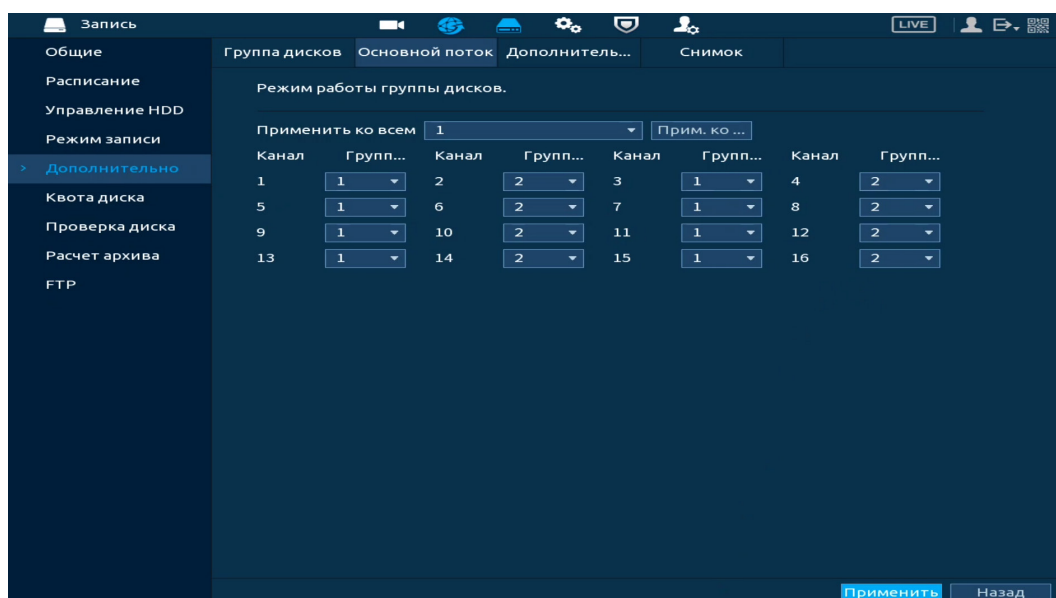 Запись
LIVE
Общие
Расписание
Управление HDD
Режим записи
> Дополнительно
Квота диска
Проверка диска
Расчет архива
FTP
Группа дисков Основной поток Дополнитель... Снимок
Режим работы группы дисков.
Применить ко всем 1 Прим. ко ...
Канал Групп... Канал Групп... Канал Групп... Канал Групп...
1 1 2 2 3 1 4 2
5 1 6 2 7 1 8 2
9 1 10 2 11 1 12 2
13 1 14 2 15 1 16 2
Применить Назад